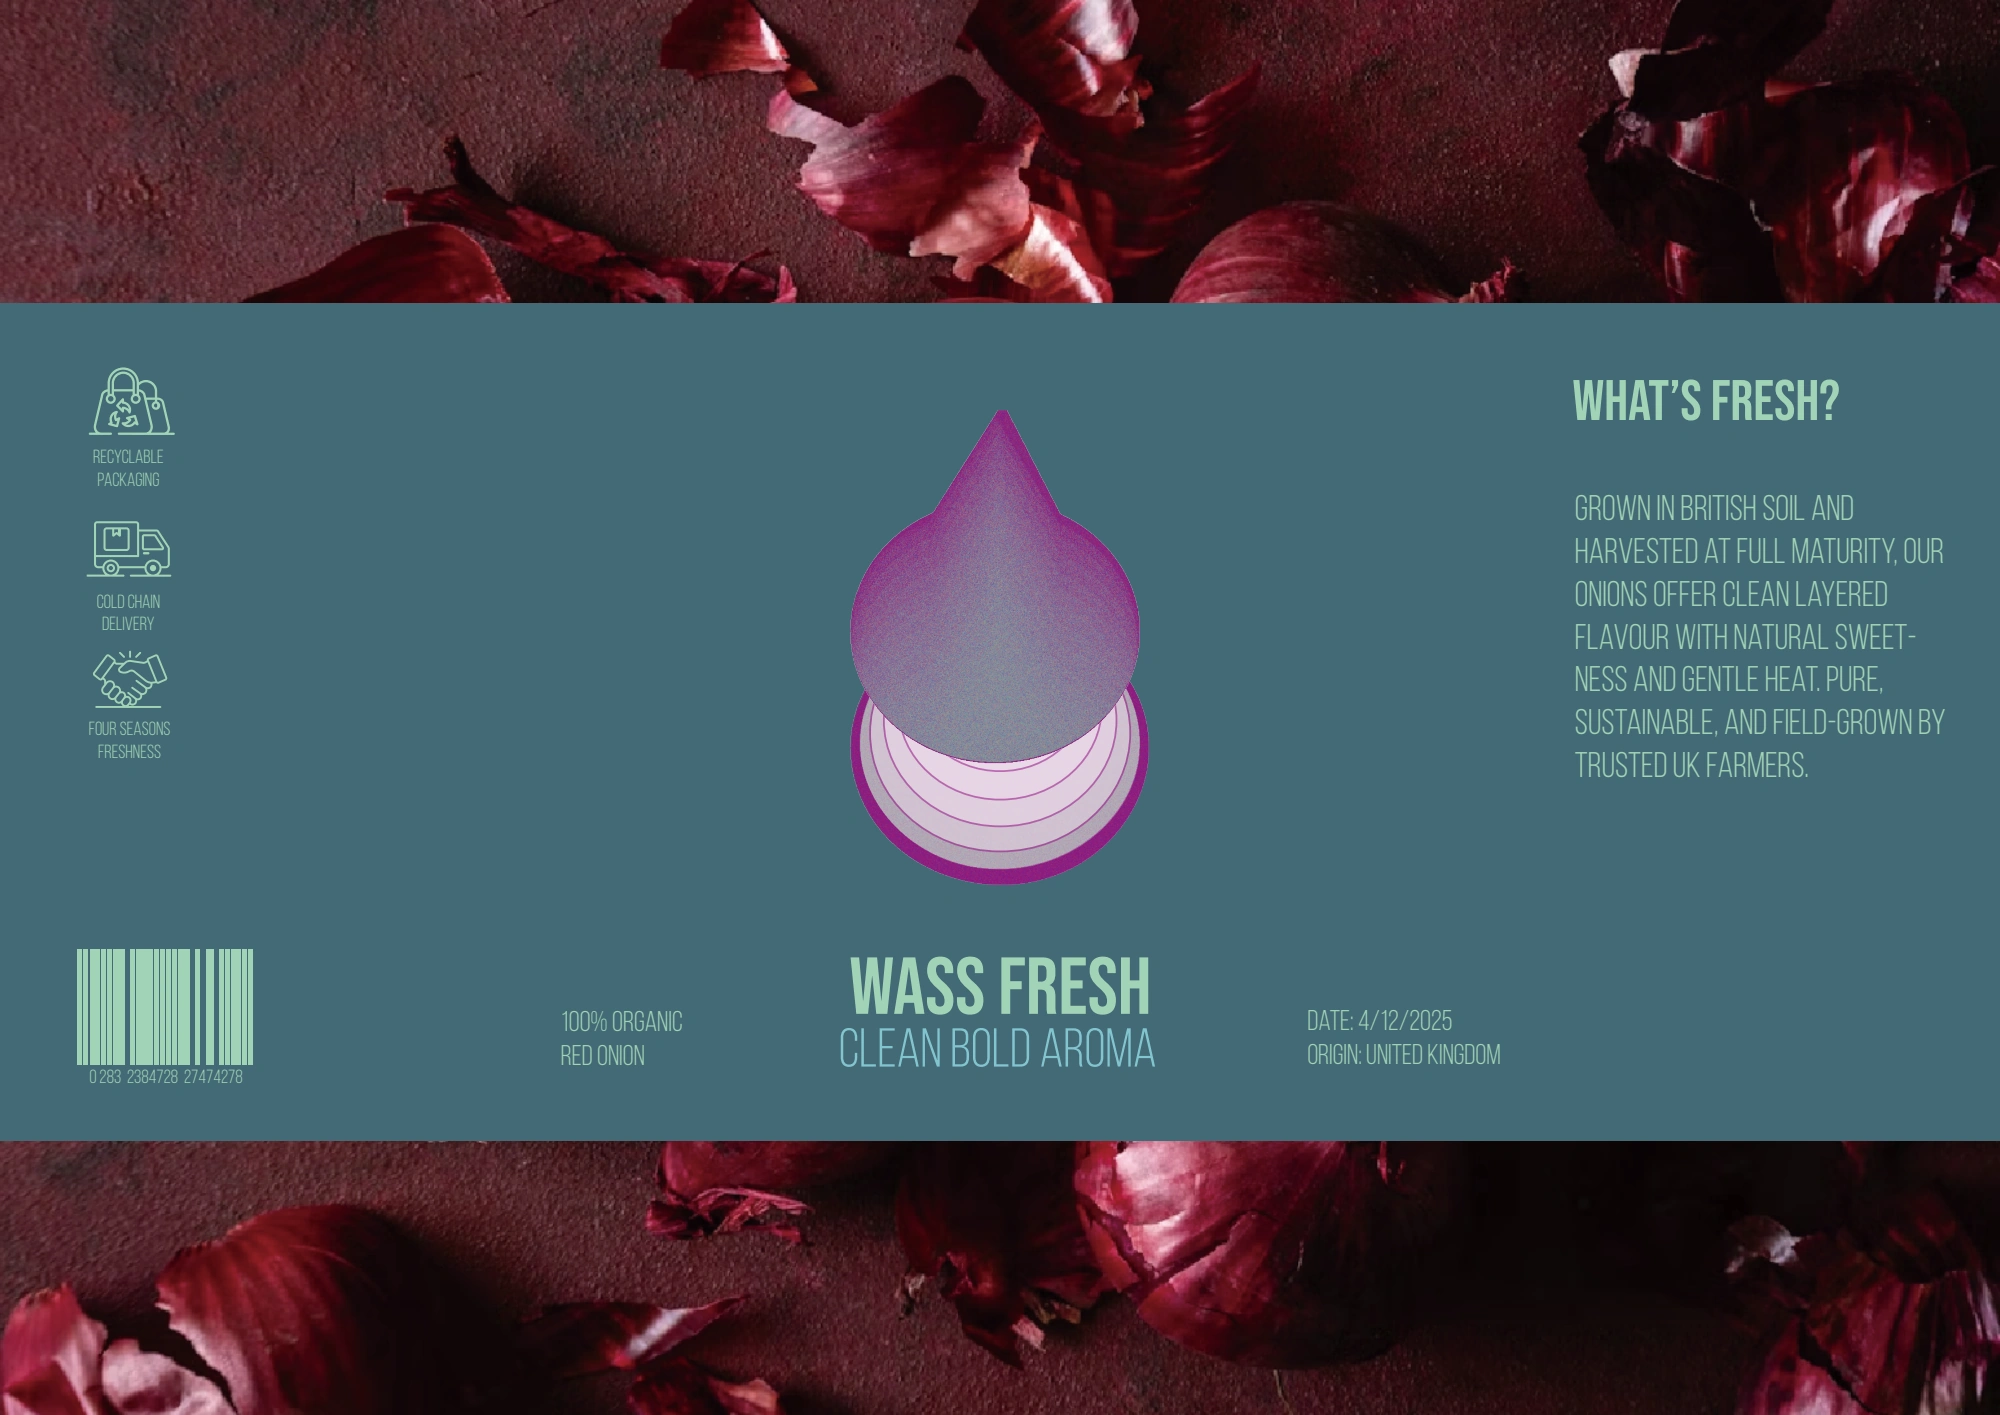 RECYCLABLE
PACKAGING
COLD CHAIN
DELIVERY
FOUR SEASONS
FRESHNESS
0 283 2384728 27474278
100% ORGANIC
RED ONION
WASS FRESH
CLEAN BOLD AROMA
DATE: 4/12/2025
ORIGIN: UNITED KINGDOM
WHAT'S FRESH?
GROWN IN BRITISH SOIL AND
HARVESTED AT FULL MATURITY, OUR
ONIONS OFFER CLEAN LAYERED
FLAVOUR WITH NATURAL SWEET-
NESS AND GENTLE HEAT. PURE,
SUSTAINABLE, AND FIELD-GROWN BY
TRUSTED UK FARMERS.